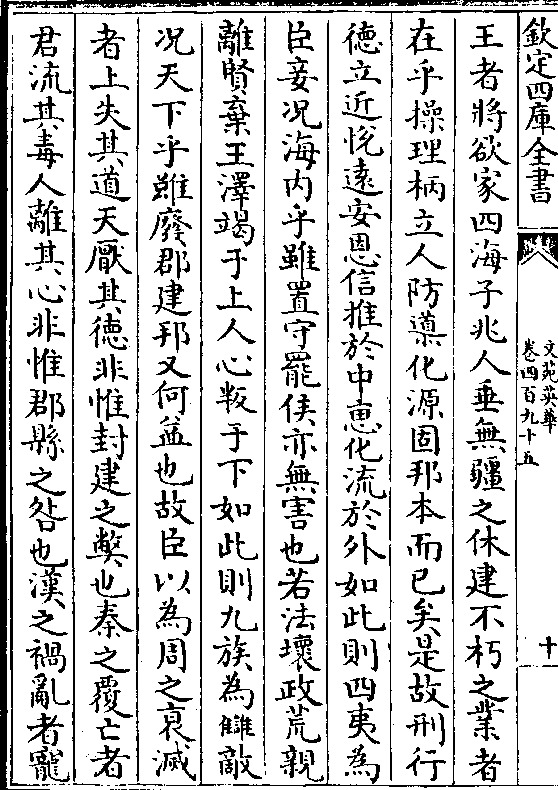 欽定四庫全書
文苑英華
卷四百九十五
十
王者將欲家四海子兆人垂無疆之休建不朽之業者
在乎操理柄立人防導化源固邦本而已矣是故刑行
德立近悅遠安恩信推於中恵化流於外如此則四夷為
臣妾况海内乎雖置守罷侯亦無害也若法壞政荒親
離賢棄王澤竭于上人心叛于下如此則九族為讎敵
况天下乎雖廢郡建邦又何益也故臣以為周之衰滅
者上失其道天厭其德非惟封建之弊也秦之覆亡者
君流其毒人離其心非惟郡縣之咎也漢之禍亂者寵